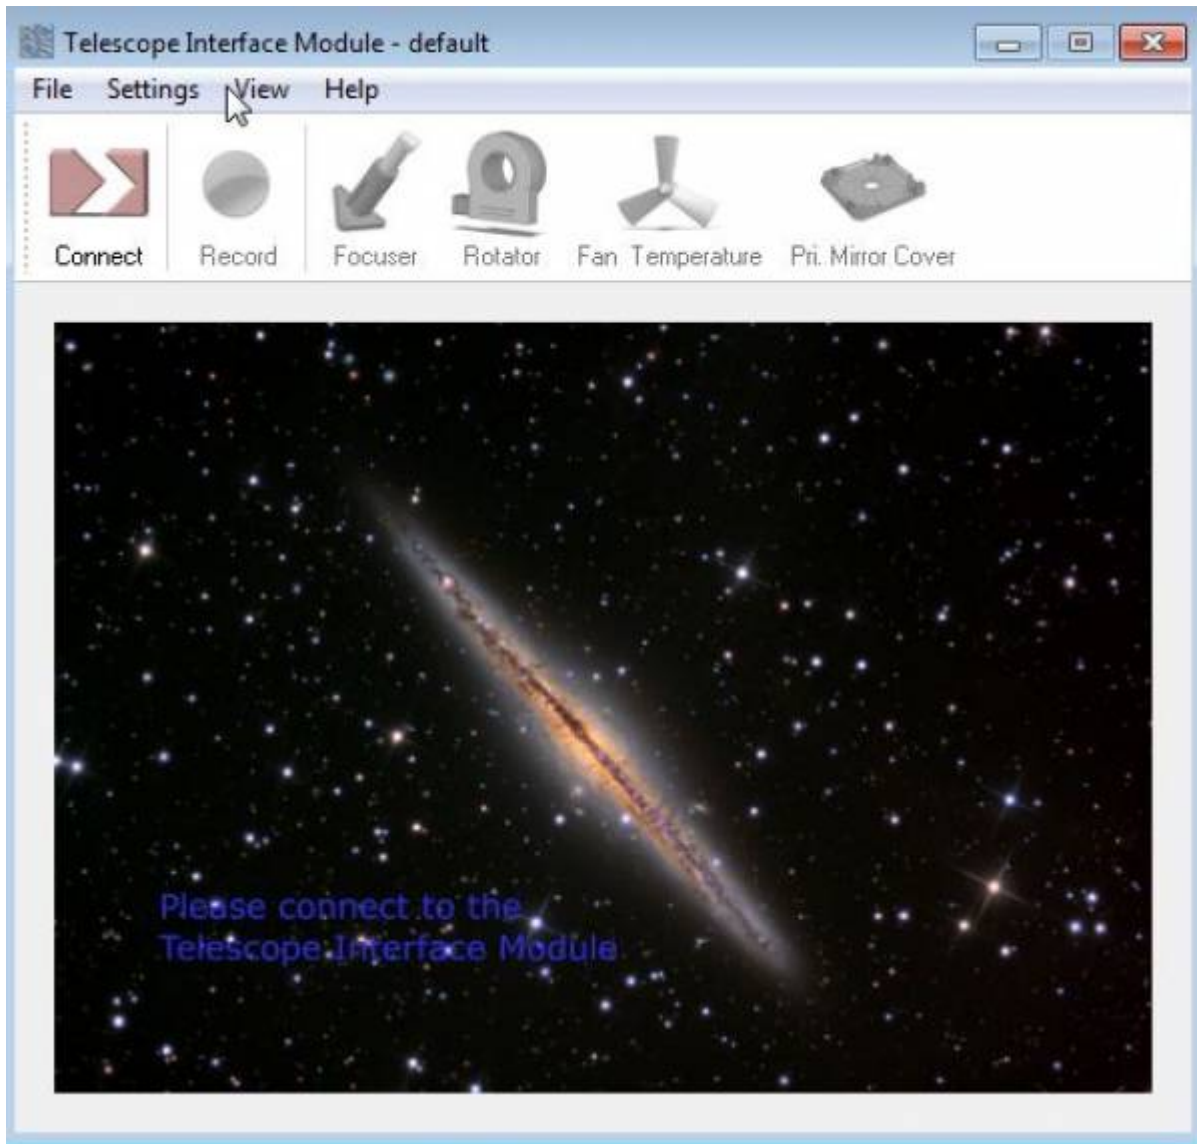 Telescope Interface Module - default
File Settings View Help
Connect Record Focuser Rotator Fan Temperature Pri. Mirror Cover
Please connect to the
Telescope Interface Module